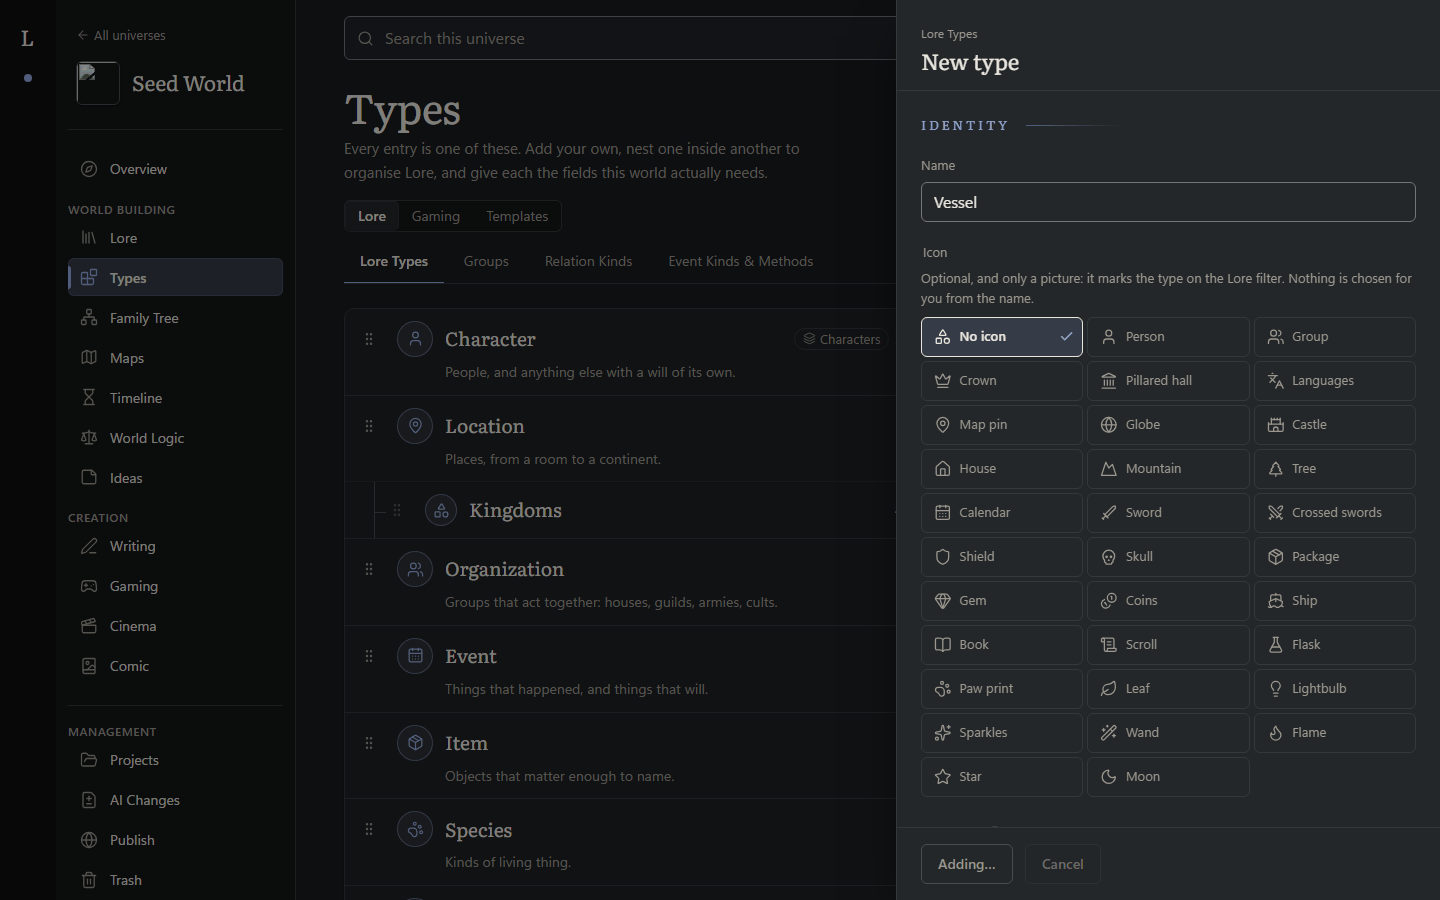 L
All universes
Seed World
Overview
WORLD BUILDING
Lore
Types
Family Tree
Maps
Timeline
World Logic
Ideas
CREATION
Writing
Gaming
Cinema
Comic
MANAGEMENT
Projects
AI Changes
Publish
Trash
Search this universe
Types
Every entry is one of these. Add your own, nest one inside another to
organise Lore, and give each the fields this world actually needs.
Lore Gaming Templates
Lore Types Groups Relation Kinds Event Kinds & Methods
Character Characters
People, and anything else with a will of its own.
Location
Places, from a room to a continent.
Kingdoms
Organization
Groups that act together: houses, guilds, armies, cults.
Event
Things that happened, and things that will.
Item
Objects that matter enough to name.
Species
Kinds of living thing.
Lore Types
New type
IDENTITY
Name
Vessel
Icon
Optional, and only a picture: it marks the type on the Lore filter. Nothing is chosen for
you from the name.
No icon Person Group
Crown Pillared hall Languages
Map pin Globe Castle
House Mountain Tree
Calendar Sword Crossed swords
Shield Skull Package
Gem Coins Ship
Book Scroll Flask
Paw print Leaf Lightbulb
Sparkles Wand Flame
Star Moon
Adding... Cancel